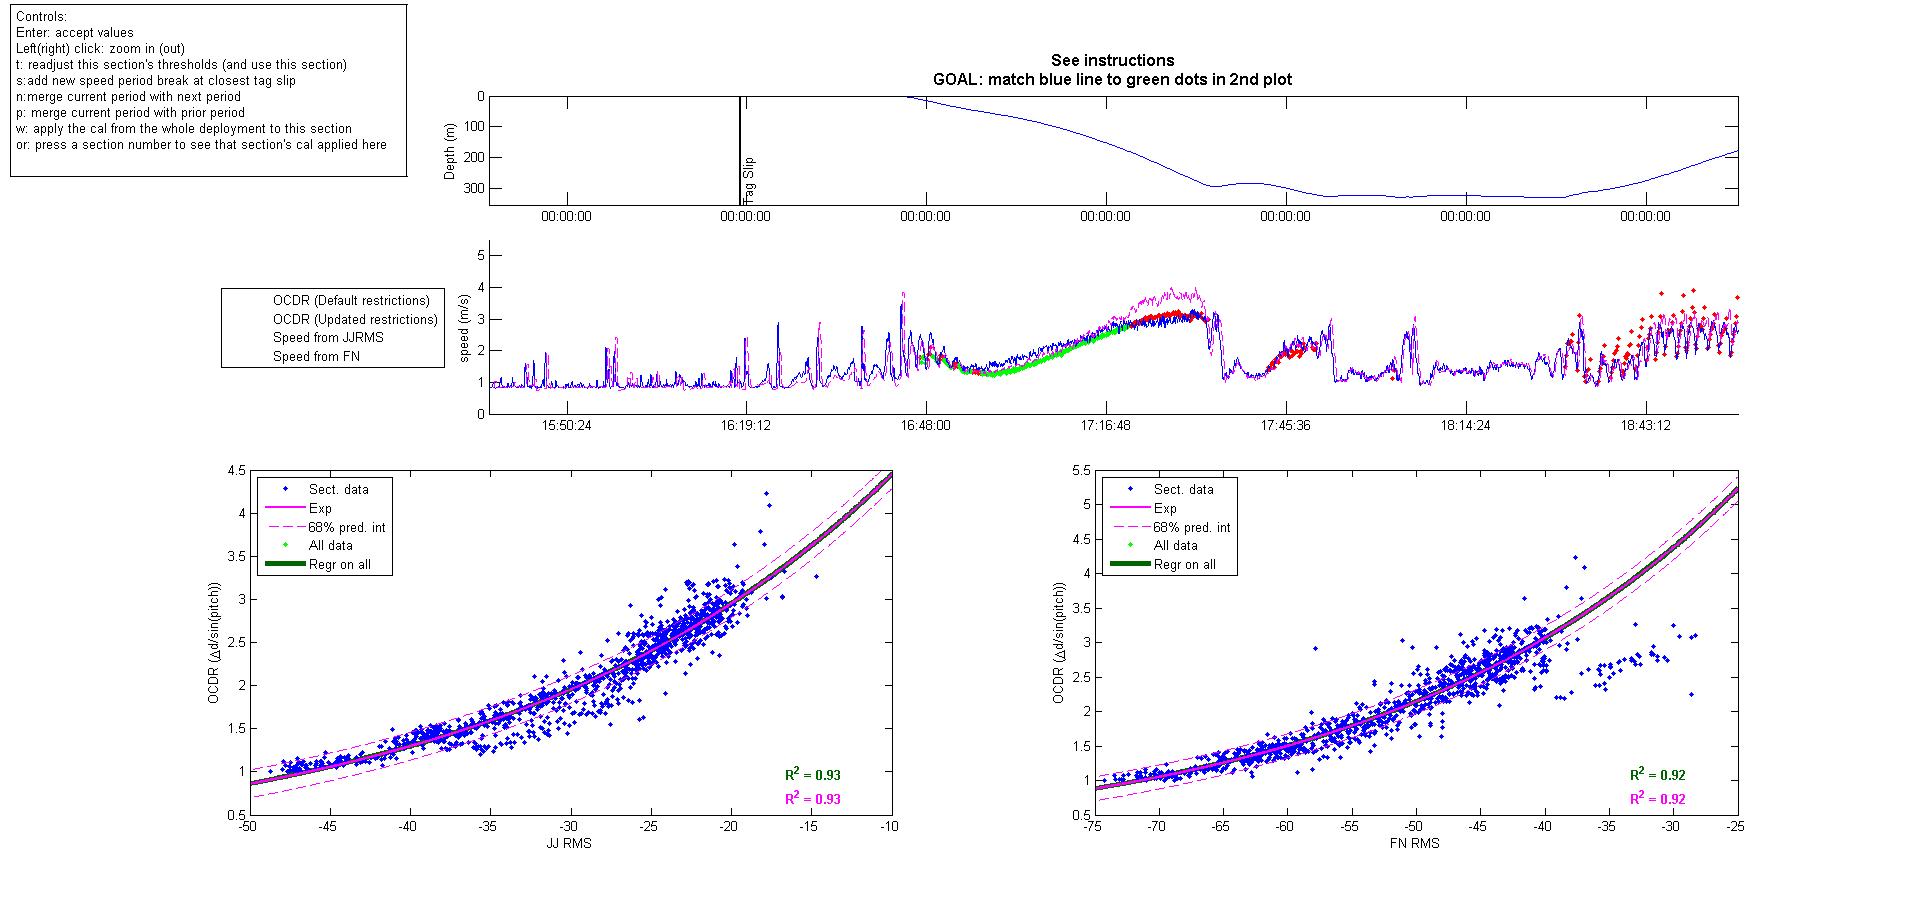 Controls:
Enter: accept values
Left(right) click: zoom in (out)
t: readjust this section's thresholds (and use this section)
s:add new speed period break at closest tag slip
n:merge current period with next period
p: merge current period with prior period
w: apply the cal from the whole deployment to this section
or: press a section number to see that section's cal applied here
See instructions
GOAL: match blue line to green dots in 2nd plot
Depth (m)
0
100
200
300
Tag Slip
00:00:00 00:00:00 00:00:00 00:00:00 00:00:00 00:00:00 00:00:00
OCDR (Default restrictions)
OCDR (Updated restrictions)
Speed from JJRMS
Speed from FN
speed (m/s)
5
4
3
2
1
0
15:50:24 16:19:12 16:48:00 17:16:48 17:45:36 18:14:24 18:43:12
OCDR (Δd/sin(pitch))
4.5
4
3.5
3
2.5
2
1.5
1
0.5
Sect. data
Exp
68% pred. int
All data
Regr on all
R² = 0.93
R² = 0.93
-50 -45 -40 -35 -30 -25 -20 -15 -10
JJ RMS
OCDR (Δd/sin(pitch))
5.5
5
4.5
4
3.5
3
2.5
2
1.5
1
0.5
Sect. data
Exp
68% pred. int
All data
Regr on all
R² = 0.92
R² = 0.92
-75 -70 -65 -60 -55 -50 -45 -40 -35 -30 -25
FN RMS